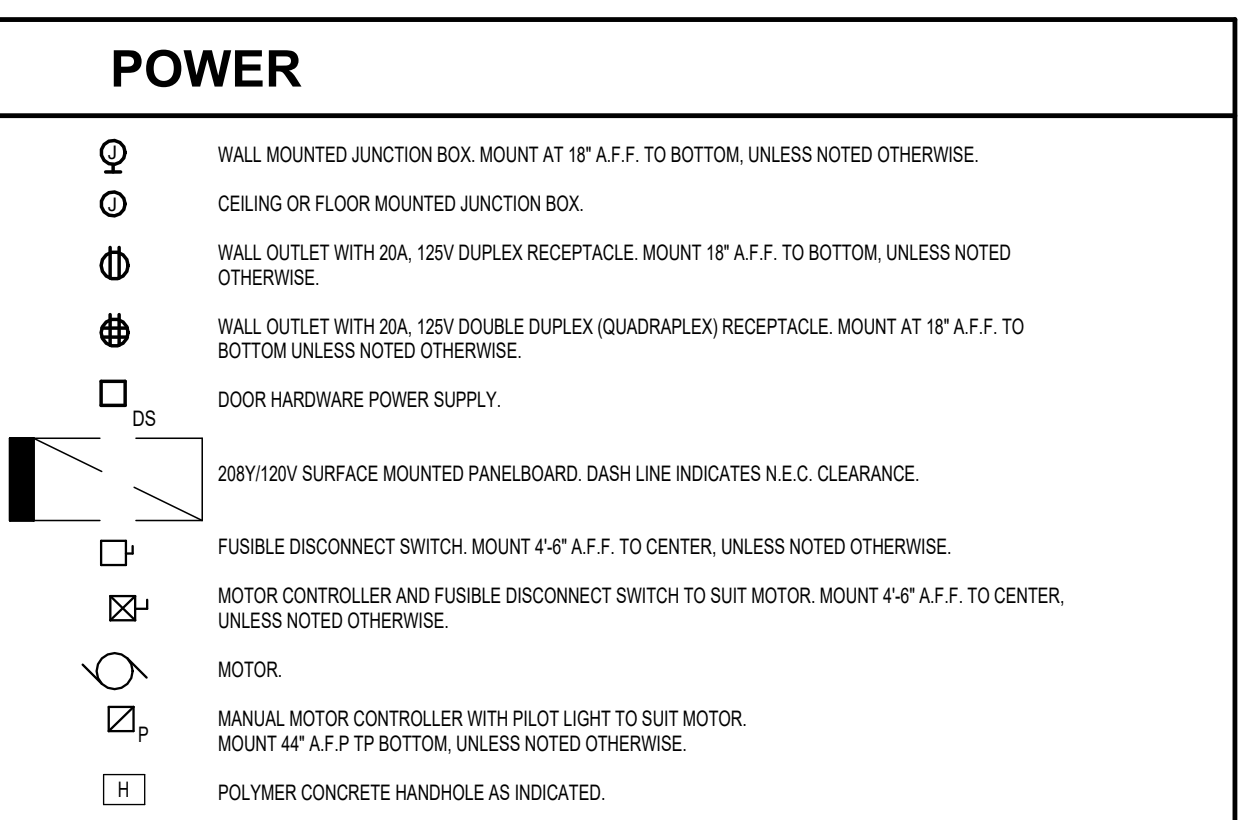 POWER
J
WALL MOUNTED JUNCTION BOX. MOUNT AT 18" A.F.F. TO BOTTOM, UNLESS NOTED OTHERWISE.
J
CEILING OR FLOOR MOUNTED JUNCTION BOX.
WALL OUTLET WITH 20A, 125V DUPLEX RECEPTACLE. MOUNT 18" A.F.F. TO BOTTOM, UNLESS NOTED
OTHERWISE.
WALL OUTLET WITH 20A, 125V DOUBLE DUPLEX (QUADRAPLEX) RECEPTACLE. MOUNT AT 18" A.F.F. TO
BOTTOM UNLESS NOTED OTHERWISE.
DS
DOOR HARDWARE POWER SUPPLY.
208Y/120V SURFACE MOUNTED PANELBOARD. DASH LINE INDICATES N.E.C. CLEARANCE.
FUSIBLE DISCONNECT SWITCH. MOUNT 4'-6" A.F.F. TO CENTER, UNLESS NOTED OTHERWISE.
MOTOR CONTROLLER AND FUSIBLE DISCONNECT SWITCH TO SUIT MOTOR. MOUNT 4'-6" A.F.F. TO CENTER,
UNLESS NOTED OTHERWISE.
MOTOR.
P
MANUAL MOTOR CONTROLLER WITH PILOT LIGHT TO SUIT MOTOR.
MOUNT 44" A.F.P TP BOTTOM, UNLESS NOTED OTHERWISE.
H
POLYMER CONCRETE HANDHOLE AS INDICATED.